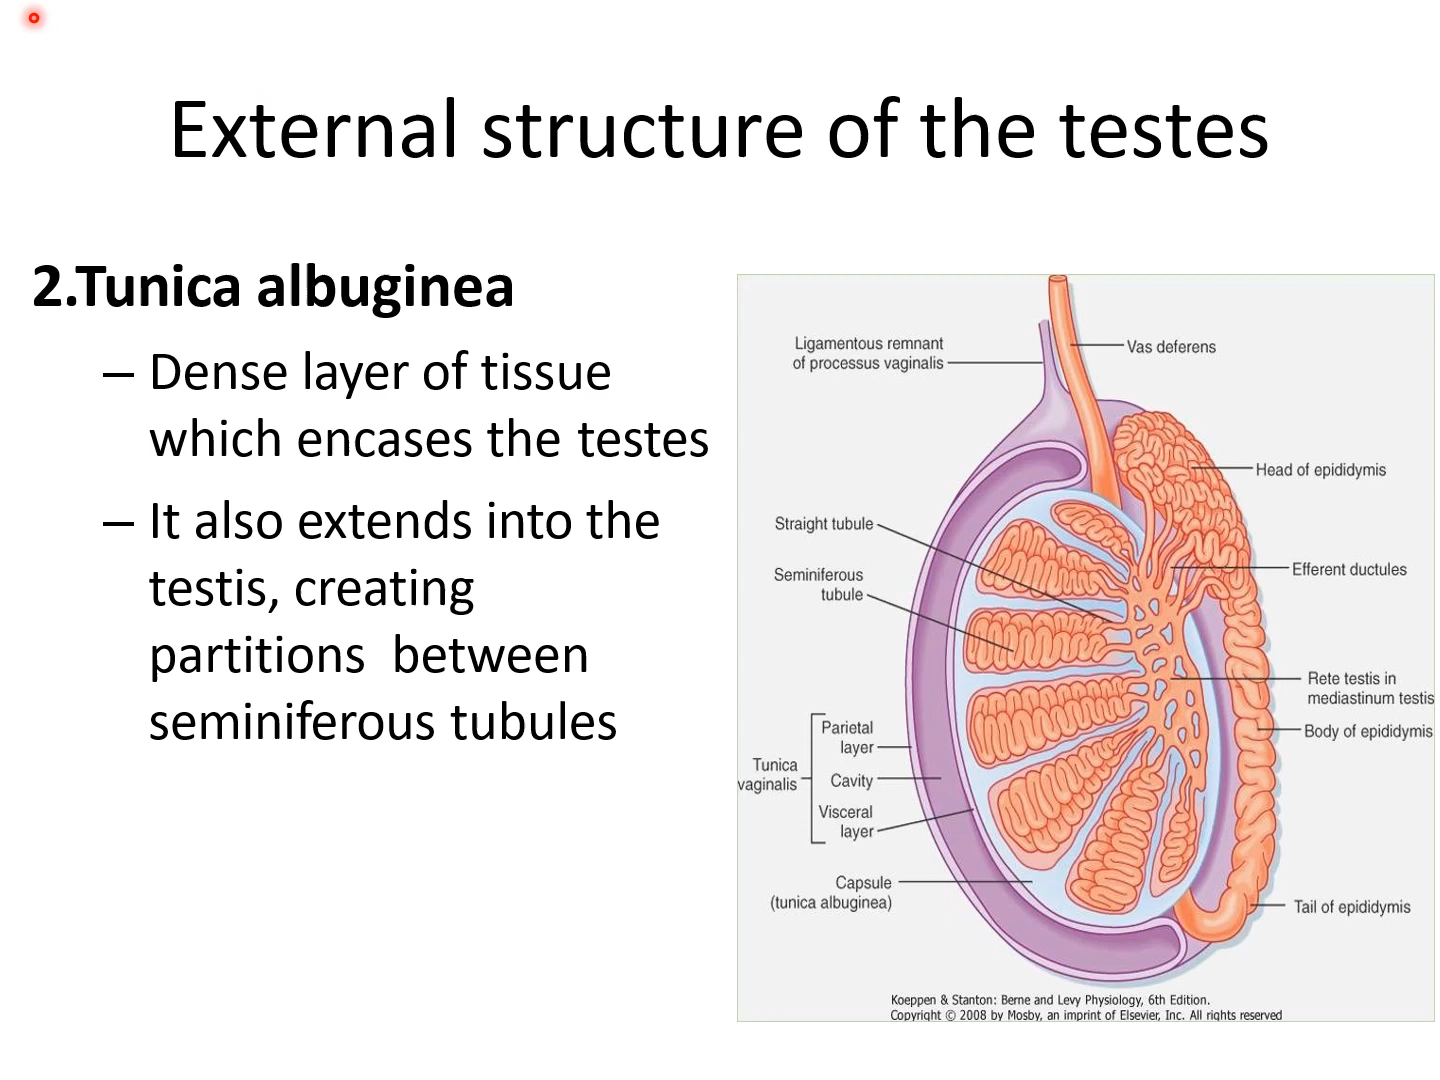 External structure of the testes
2.Tunica albuginea
– Dense layer of tissue
which encases the testes
– It also extends into the
testis, creating
partitions  between
seminiferous tubules
Ligamentous remnant
of processus vaginalis
Vas deferens
Head of epididymis
Straight tubule
Seminiferous
tubule
Efferent ductules
Rete testis in
mediastinum testis
Body of epididymis
Parietal
layer
Tunica
vaginalis
Cavity
Visceral
layer
Capsule
(tunica albuginea)
Tail of epididymis
Koeppen & Stanton: Berne and Levy Physiology, 6th Edition.
Copyright © 2008 by Mosby, an imprint of Elsevier, Inc. All rights reserved